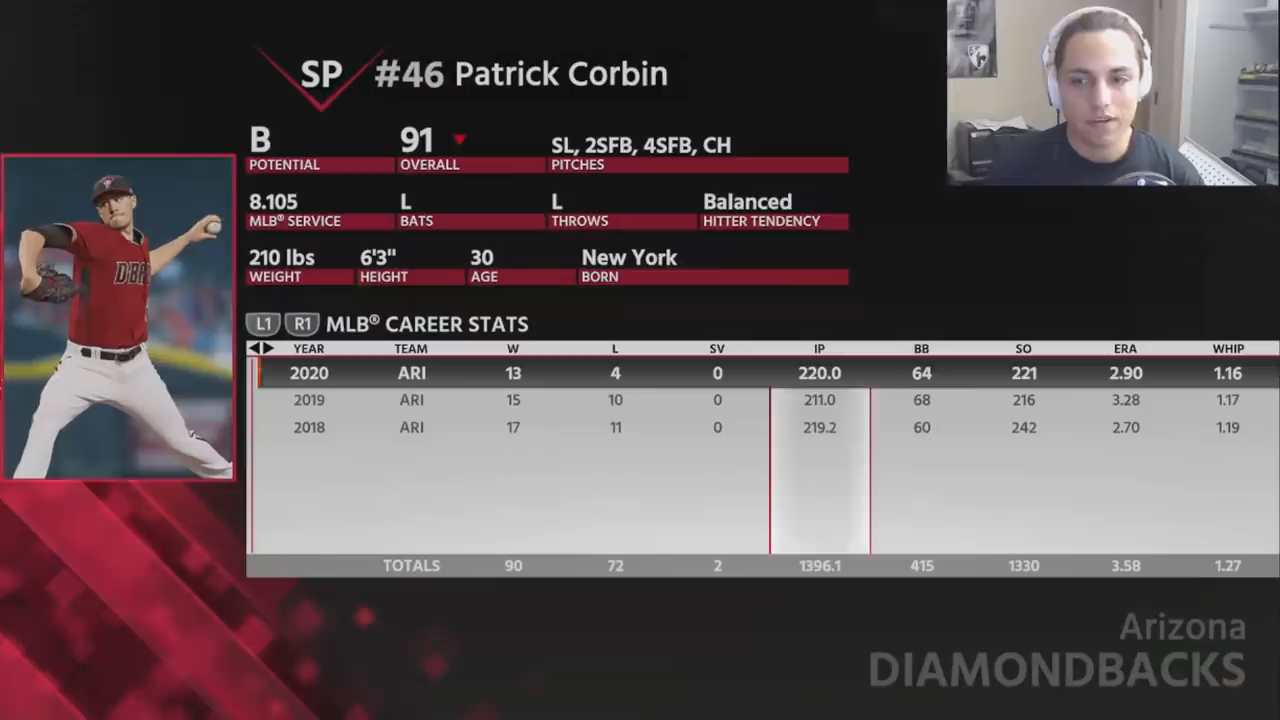 SP #46 Patrick Corbin
B 91 SL, 2SFB, 4SFB, CH
POTENTIAL OVERALL PITCHES
8.105 L L Balanced
MLB® SERVICE BATS THROWS HITTER TENDENCY
210 lbs 6'3" 30 New York
WEIGHT HEIGHT AGE BORN
L1 R1 MLB® CAREER STATS
YEAR TEAM W L SV IP BB SO ERA WHIP
2020 ARI 13 4 0 220.0 64 221 2.90 1.16
2019 ARI 15 10 0 211.0 68 216 3.28 1.17
2018 ARI 17 11 0 219.2 60 242 2.70 1.19
TOTALS 90 72 2 1396.1 415 1330 3.58 1.27
Arizona
DIAMONDBACKS